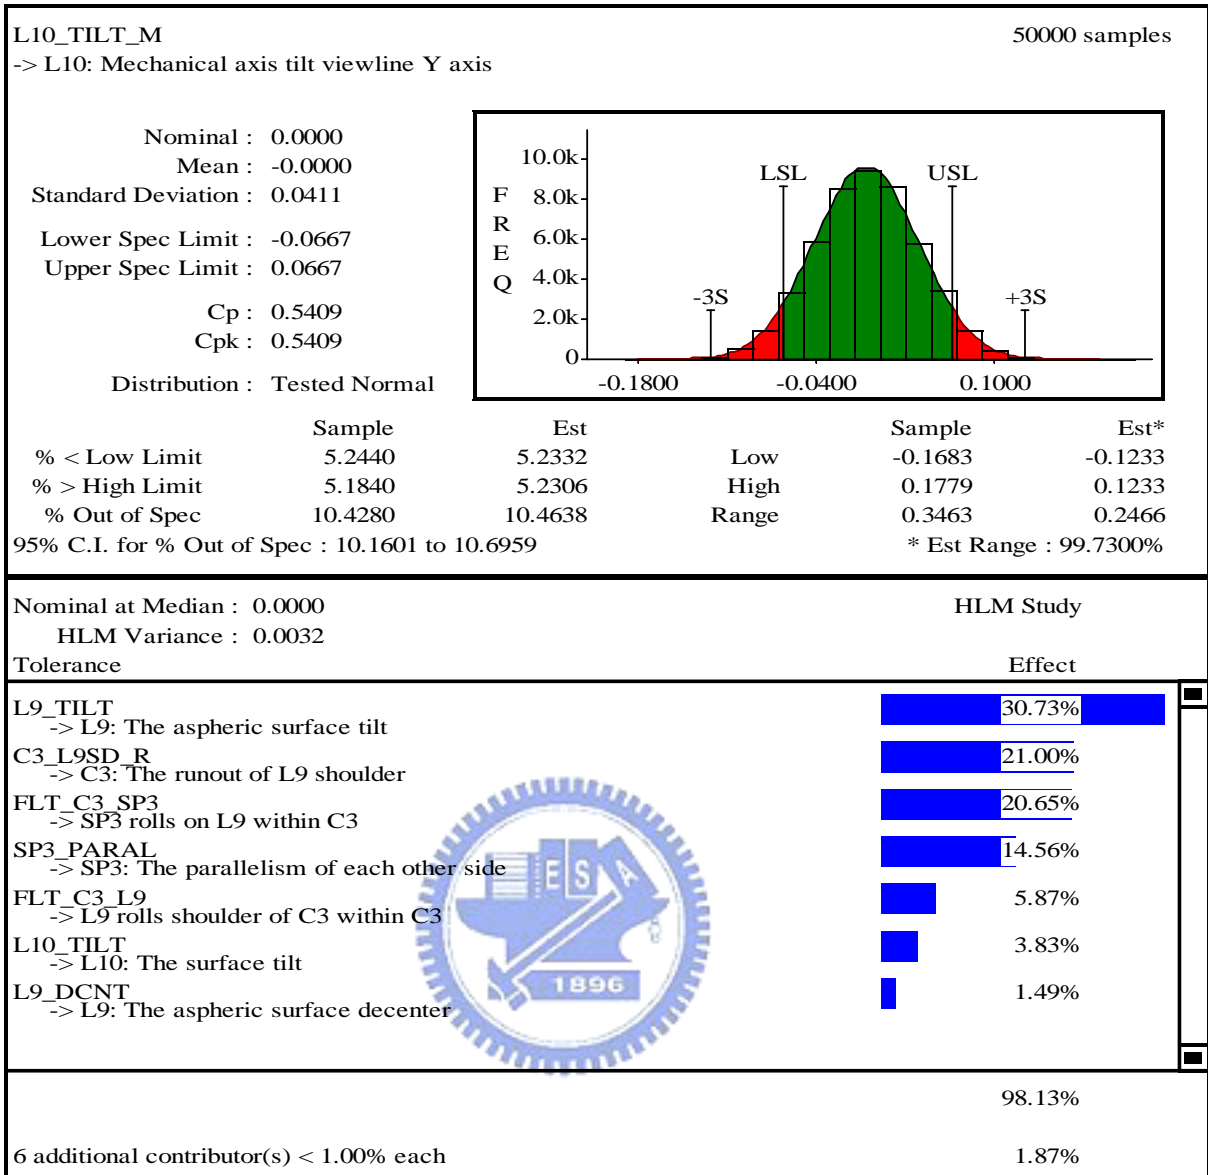 L10_TILT_M 50000 samples
-> L10: Mechanical axis tilt viewline Y axis
Nominal : 0.0000
Mean : -0.0000
Standard Deviation : 0.0411
Lower Spec Limit : -0.0667
Upper Spec Limit : 0.0667
Cp : 0.5409
Cpk : 0.5409
Distribution : Tested Normal
FREQ
10.0k
8.0k
6.0k
4.0k
2.0k
0
LSL USL
-3S +3S
-0.1800 -0.0400 0.1000
Sample Est Sample Est*
% < Low Limit 5.2440 5.2332 Low -0.1683 -0.1233
% > High Limit 5.1840 5.2306 High 0.1779 0.1233
% Out of Spec 10.4280 10.4638 Range 0.3463 0.2466
95% C.I. for % Out of Spec : 10.1601 to 10.6959 * Est Range : 99.7300%
Nominal at Median : 0.0000 HLM Study
HLM Variance : 0.0032
Tolerance Effect
L9_TILT 30.73%
-> L9: The aspheric surface tilt
C3_L9SD_R 21.00%
-> C3: The runout of L9 shoulder
FLT_C3_SP3 20.65%
-> SP3 rolls on L9 within C3
SP3_PARAL 14.56%
-> SP3: The parallelism of each other side
FLT_C3_L9 5.87%
-> L9 rolls shoulder of C3 within C3
L10_TILT 3.83%
-> L10: The surface tilt
L9_DCNT 1.49%
-> L9: The aspheric surface decenter
ESA
1896
98.13%
6 additional contributor(s) < 1.00% each 1.87%